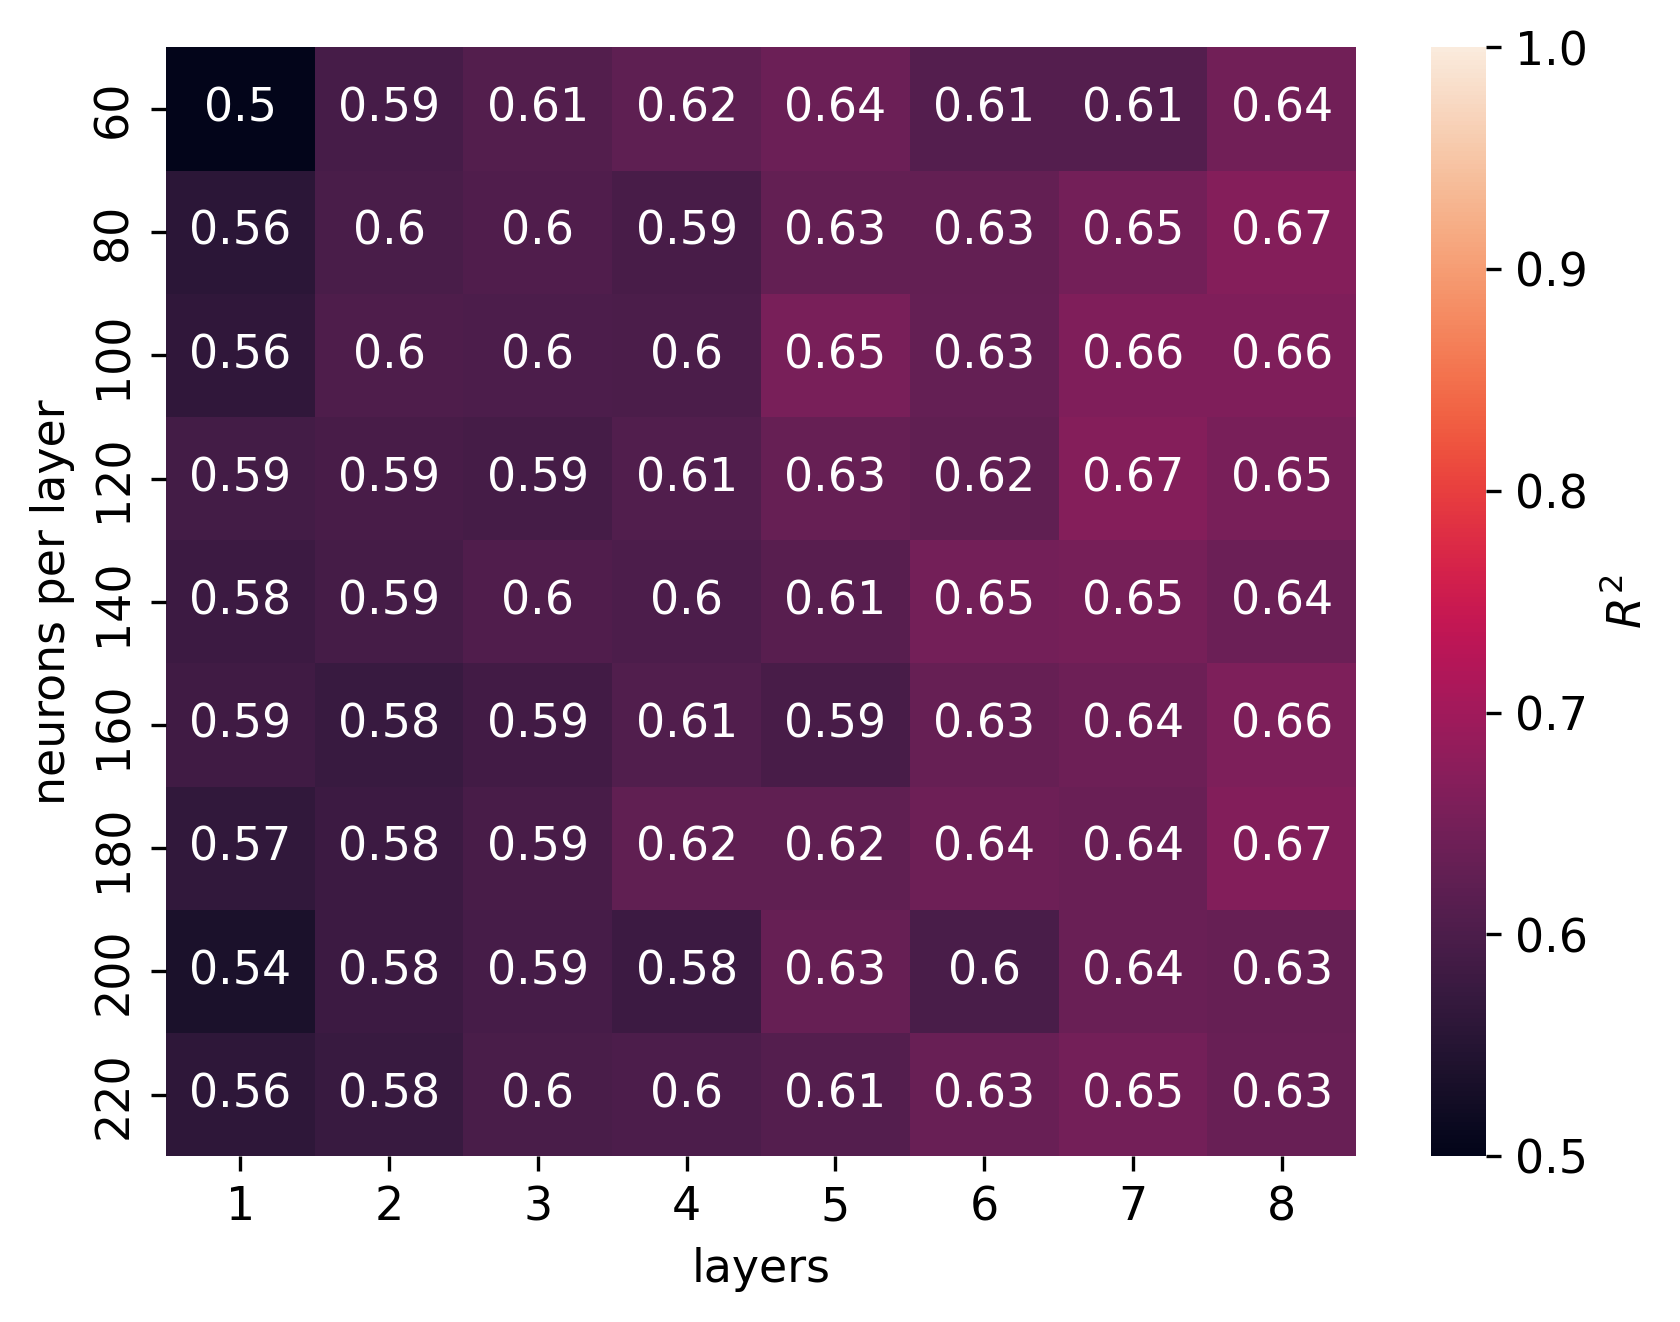 60 0.5 0.59 0.61 0.62 0.64 0.61 0.61 0.64
80 0.56 0.6 0.6 0.59 0.63 0.63 0.65 0.67
100 0.56 0.6 0.6 0.6 0.65 0.63 0.66 0.66
120 0.59 0.59 0.59 0.61 0.63 0.62 0.67 0.65
140 0.58 0.59 0.6 0.6 0.61 0.65 0.65 0.64
160 0.59 0.58 0.59 0.61 0.59 0.63 0.64 0.66
180 0.57 0.58 0.59 0.62 0.62 0.64 0.64 0.67
200 0.54 0.58 0.59 0.58 0.63 0.6 0.64 0.63
220 0.56 0.58 0.6 0.6 0.61 0.63 0.65 0.63
neurons per layer
1 2 3 4 5 6 7 8
layers
1.0
0.9
0.8
0.7
0.6
0.5
R²